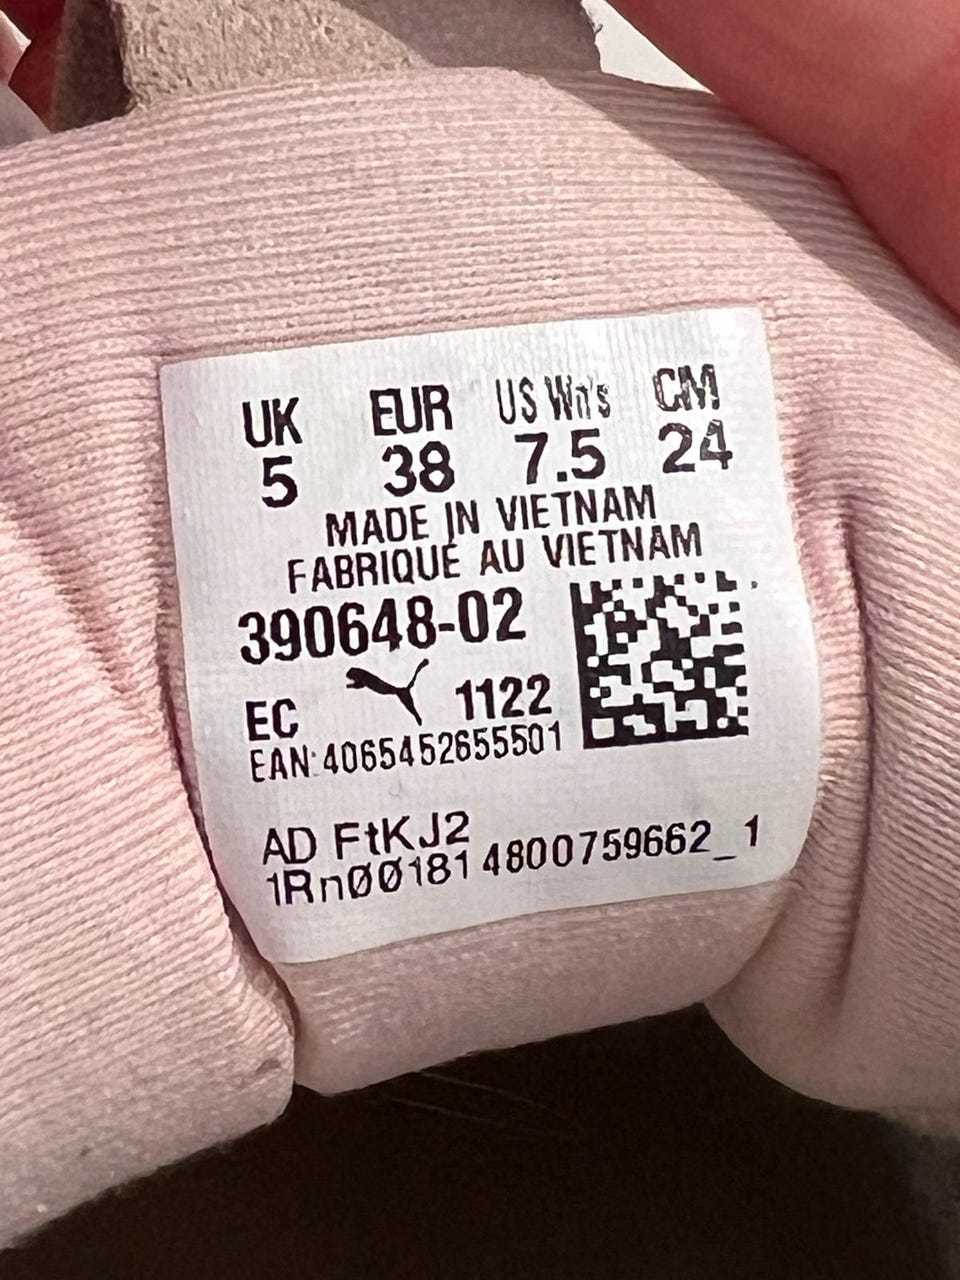 UK EUR US Wn's CM
5 38 7.5 24
MADE IN VIETNAM
FABRIQUÉ AU VIETNAM
390648-02
EC 1122
EAN:4065452655501
AD FtKJ2
1Rn00181 4800759662_1